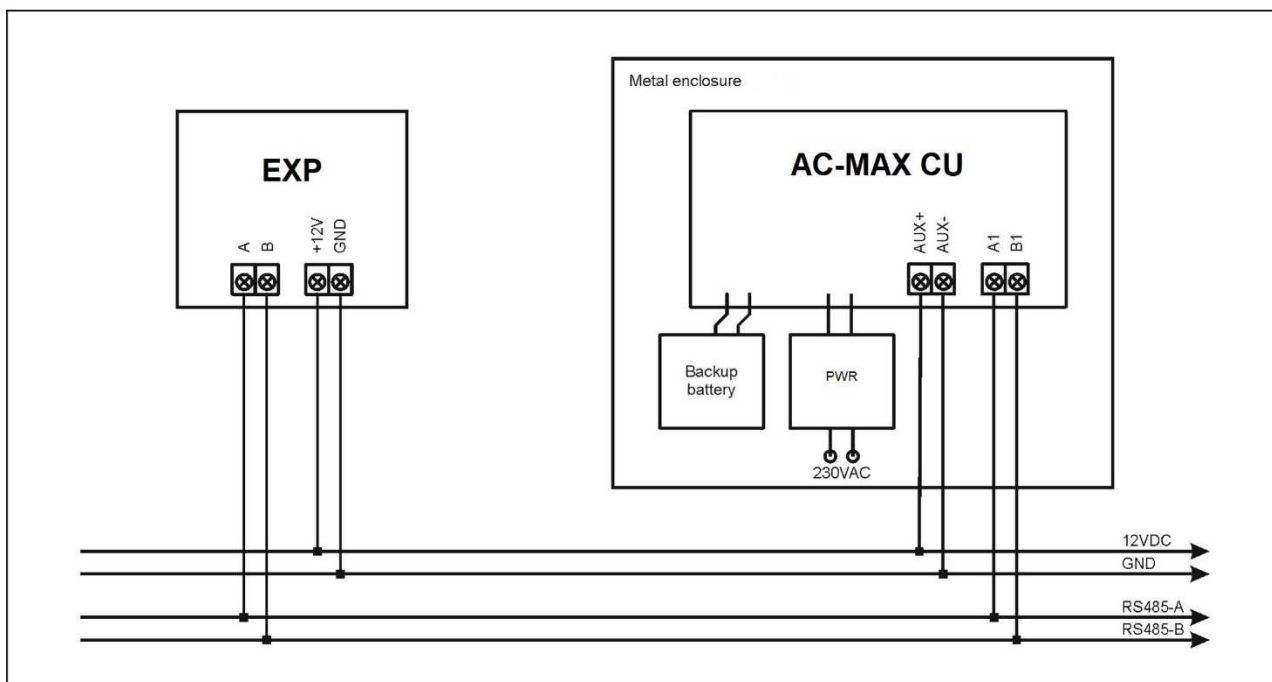 Metal enclosure
EXP
AC-MAX CU
A
B
+12V
GND
AUX+
AUX-
A1
B1
Backup
battery
PWR
230VAC
12VDC
GND
RS485-A
RS485-B